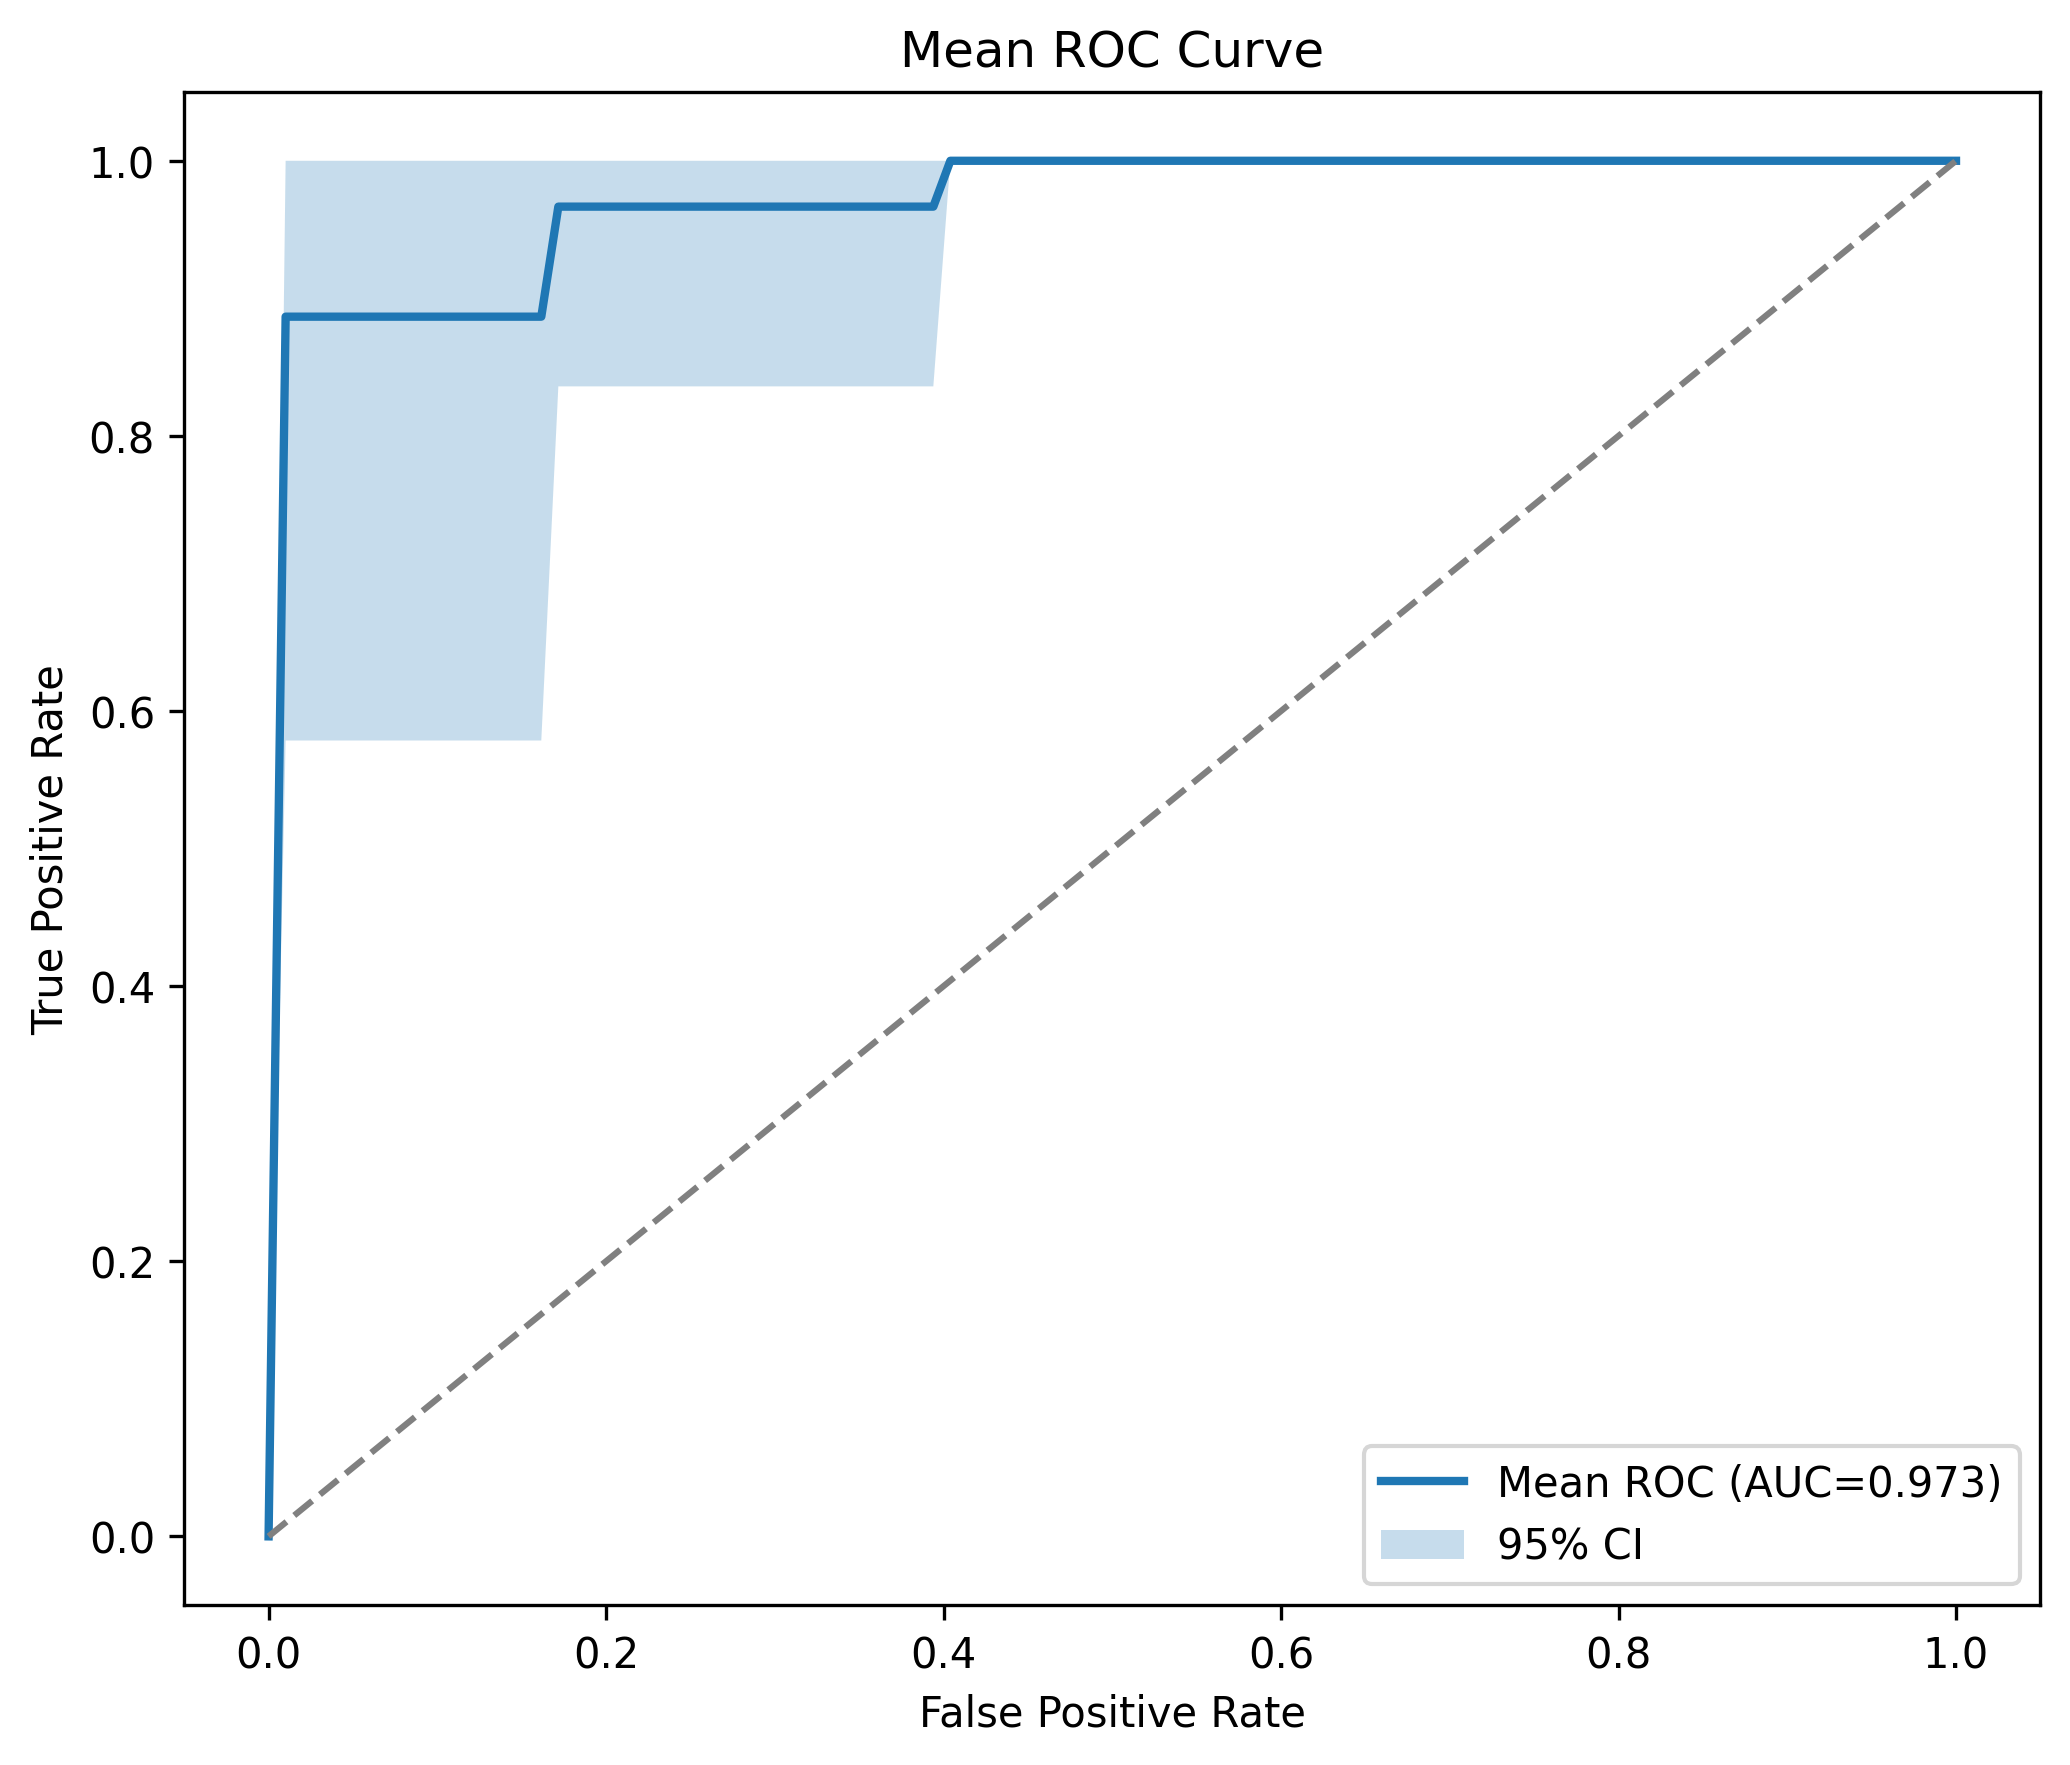 Mean ROC Curve
1.0
0.8
0.6
0.4
0.2
0.0
True Positive Rate
Mean ROC (AUC=0.973)
95% CI
0.0 0.2 0.4 0.6 0.8 1.0
False Positive Rate